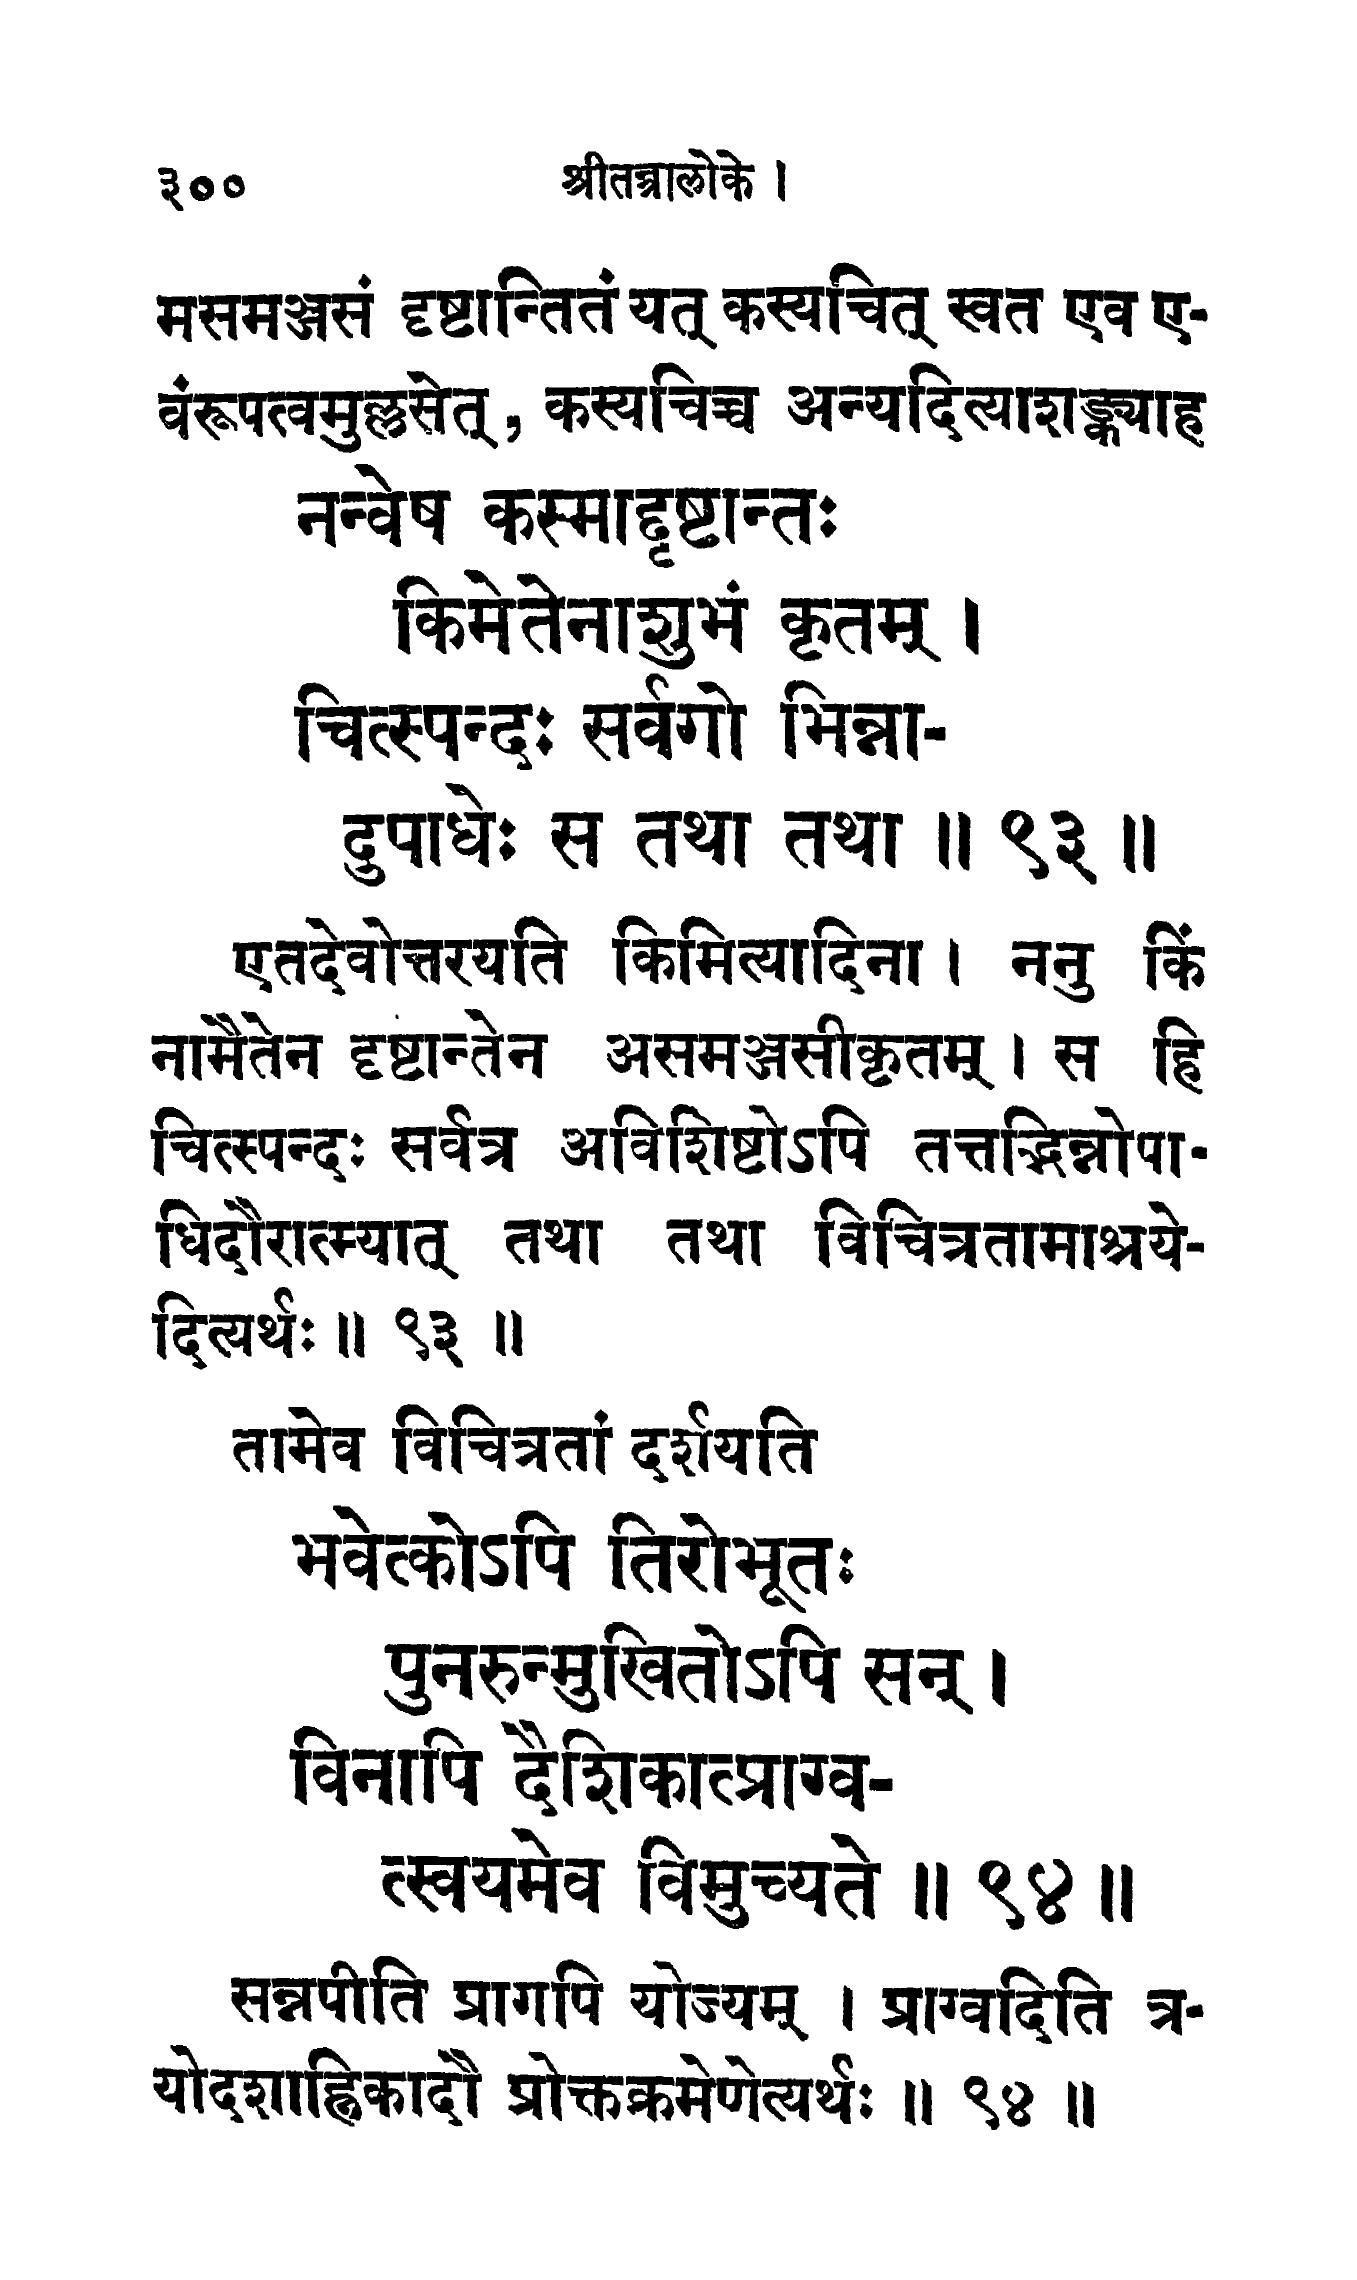 ३००
श्रीतन्त्रालोके ।
मसमञ्जसं दृष्टान्तितं यत् कस्यचित् स्वत एव ए-
वंरूपत्वमुल्लसेत्, कस्यचिच्च अन्यदित्याशङ्क्याह
नन्वेष कस्माद्दृष्टान्तः
किमेतेनाशुभं कृतम् ।
चित्स्पन्दः सर्वगो भिन्ना-
दुपाधेः स तथा तथा ॥ ९३ ॥
एतदेवोत्तरयति किमित्यादिना । ननु किं
नामैतेन दृष्टान्तेन असमञ्जसीकृतम् । स हि
चित्स्पन्दः सर्वत्र अविशिष्टोऽपि तत्तद्भिन्नोपा-
धिदौरात्म्यात् तथा तथा विचित्रतामाश्रये-
दित्यर्थः ॥ ९३ ॥
तामेव विचित्रतां दर्शयति
भवेत्कोऽपि तिरोभूतः
पुनरुन्मुखितोऽपि सन् ।
विनापि दैशिकात्प्राग्व-
त्स्वयमेव विमुच्यते ॥ ९४ ॥
सन्नपीति प्रागपि योज्यम् । प्राग्वदिति त्र-
योदशाह्निकादौ प्रोक्तक्रमेणेत्यर्थः ॥ ९४ ॥